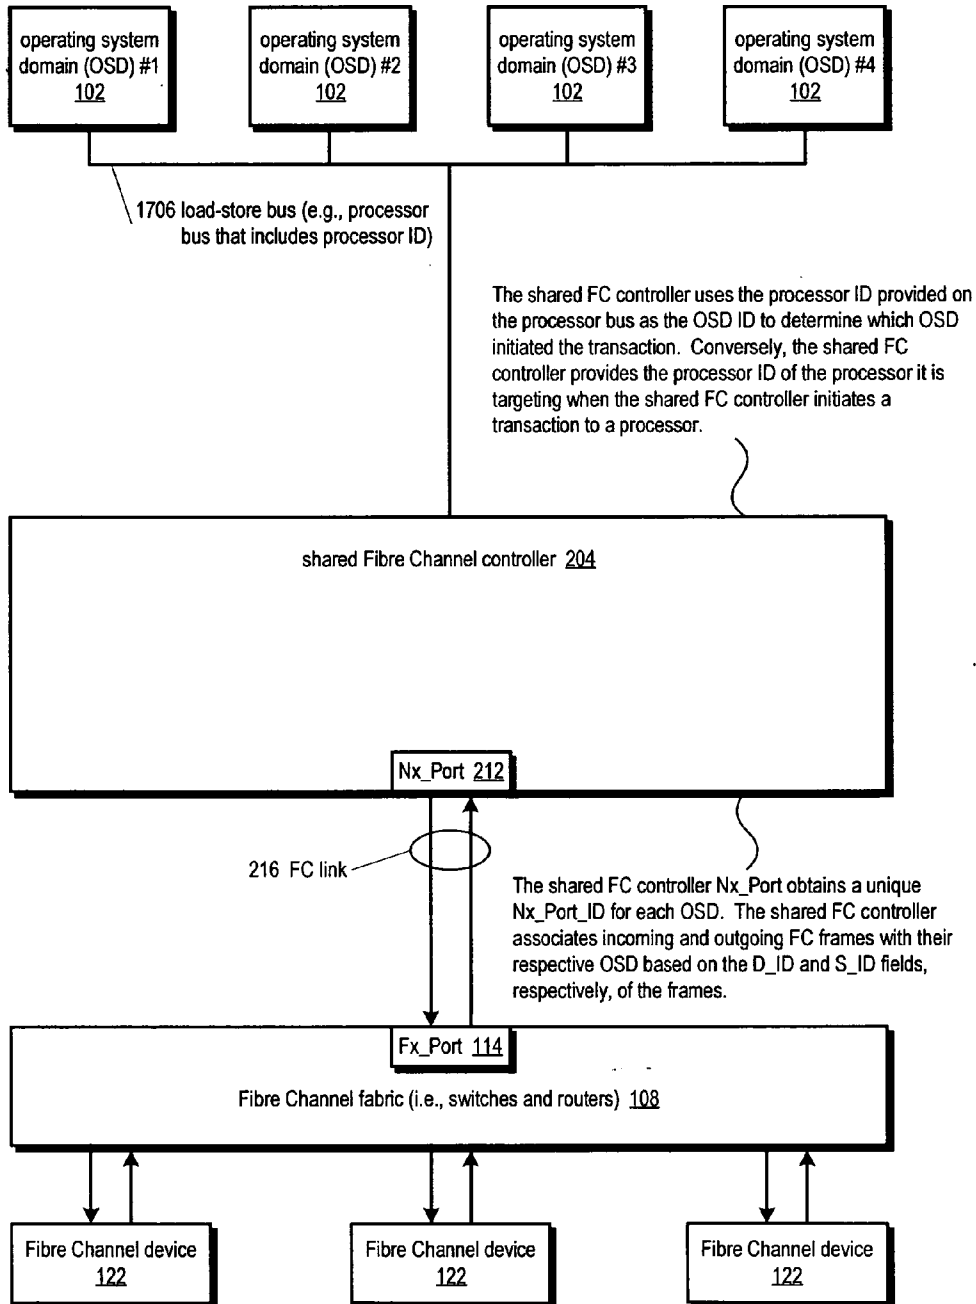 operating system
domain (OSD) #1
102
operating system
domain (OSD) #2
102
operating system
domain (OSD) #3
102
operating system
domain (OSD) #4
102
1706 load-store bus (e.g., processor
bus that includes processor ID)
The shared FC controller uses the processor ID provided on
the processor bus as the OSD ID to determine which OSD
initiated the transaction. Conversely, the shared FC
controller provides the processor ID of the processor it is
targeting when the shared FC controller initiates a
transaction to a processor.
shared Fibre Channel controller 204
Nx_Port 212
216 FC link
The shared FC controller Nx_Port obtains a unique
Nx_Port_ID for each OSD. The shared FC controller
associates incoming and outgoing FC frames with their
respective OSD based on the D_ID and S_ID fields,
respectively, of the frames.
Fx_Port 114
Fibre Channel fabric (i.e., switches and routers) 108
Fibre Channel device
122
Fibre Channel device
122
Fibre Channel device
122